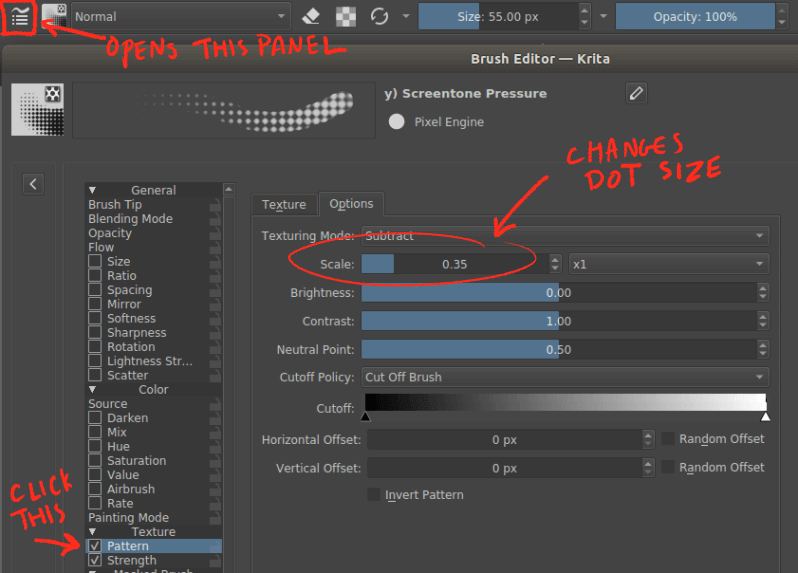 Normal
Size: 55.00 px
Opacity: 100%
OPENS THIS PANEL
Brush Editor — Krita
y) Screentone Pressure
Pixel Engine
CHANGES
DOT SIZE
General
Brush Tip
Blending Mode
Opacity
Flow
Size
Ratio
Spacing
Mirror
Softness
Sharpness
Rotation
Lightness Str...
Scatter
Color
Source
Darken
Mix
Hue
Saturation
Value
Airbrush
Rate
Painting Mode
Texture
Pattern
Strength
Masked Brush
CLICK
THIS
Texture
Options
Texturing Mode: Subtract
Scale: 0.35 x1
Brightness: 0.00
Contrast: 1.00
Neutral Point: 0.50
Cutoff Policy: Cut Off Brush
Cutoff:
Horizontal Offset: 0 px Random Offset
Vertical Offset: 0 px Random Offset
Invert Pattern